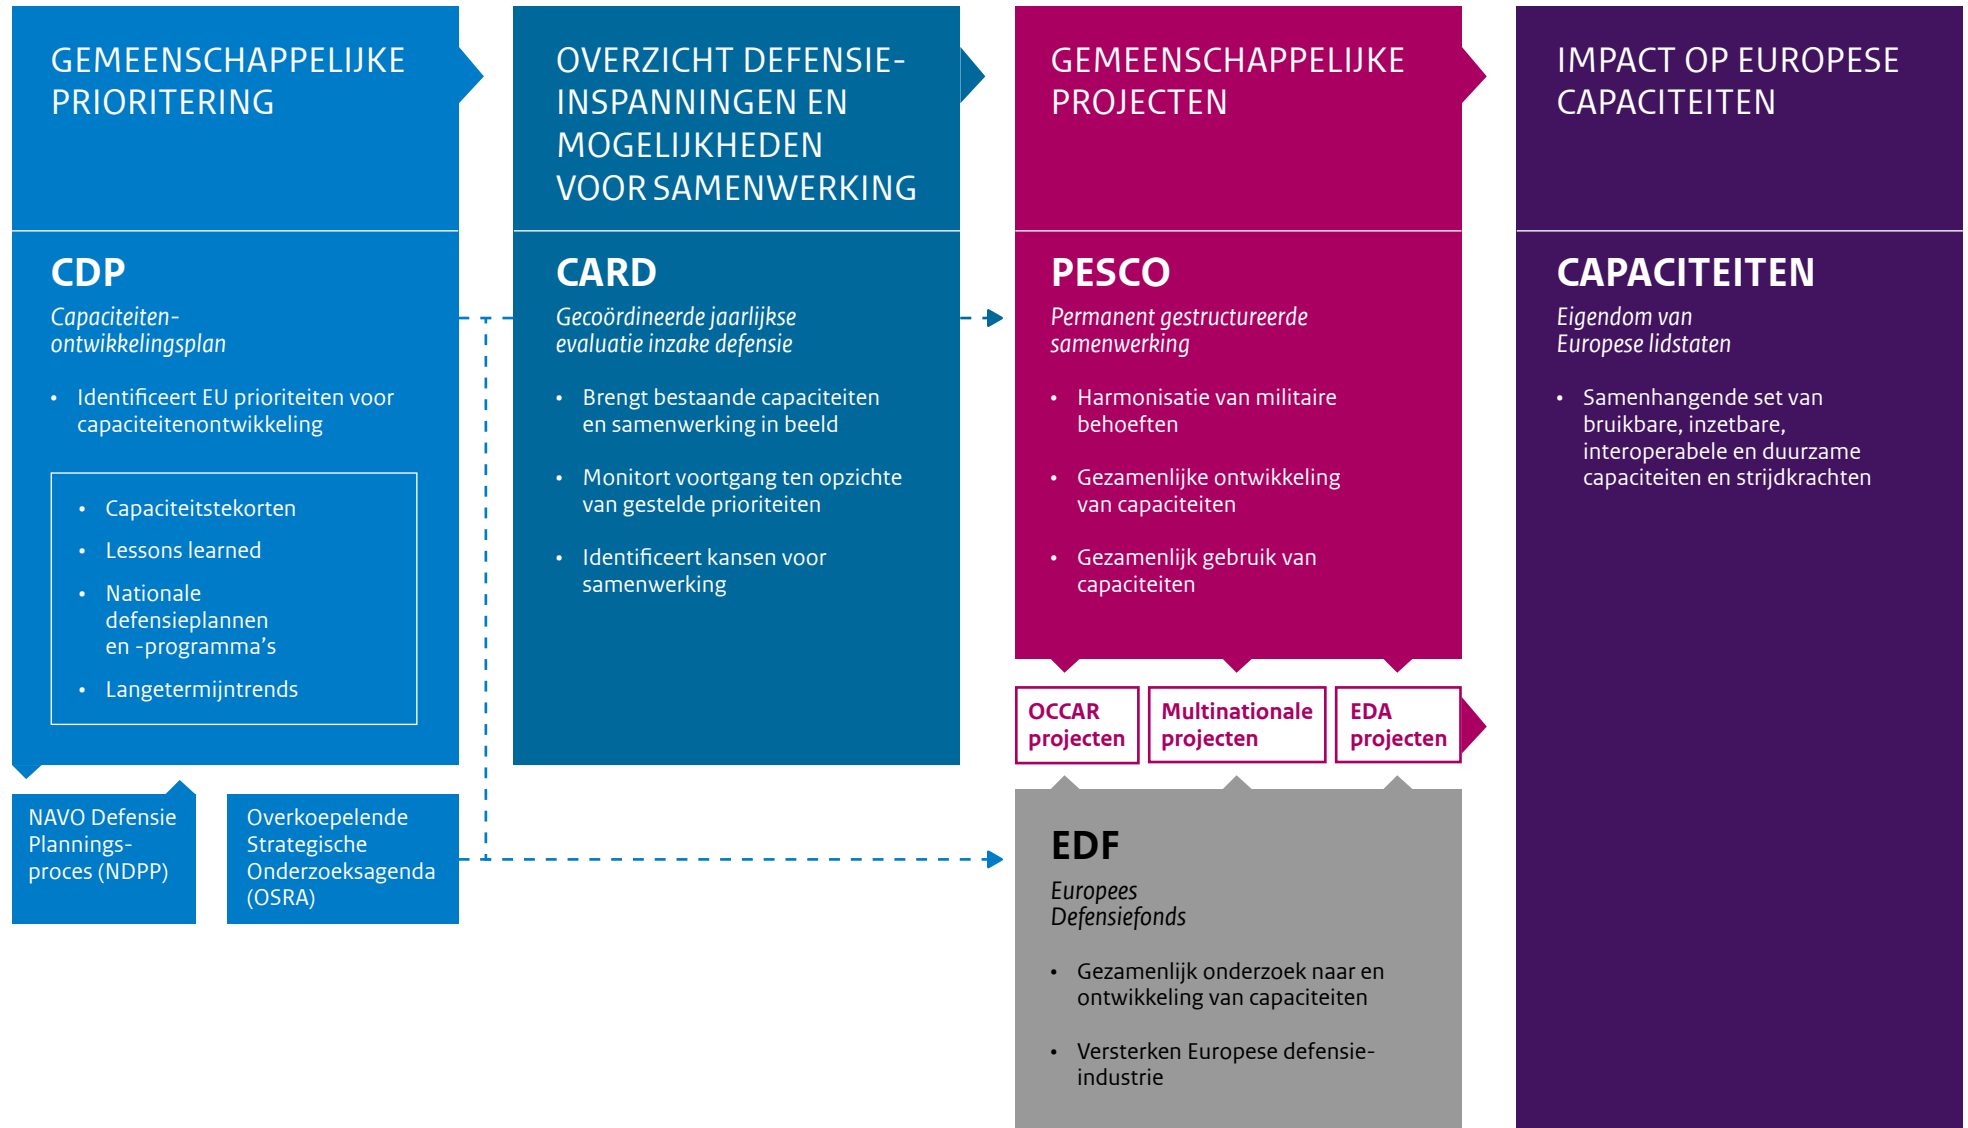 GEMEENSCHAPPELIJKE
PRIORITERING
CDP
Capaciteiten-
ontwikkelingsplan
• Identificeert EU prioriteiten voor
capaciteitenontwikkeling
• Capaciteitstekorten
• Lessons learned
• Nationale
defensieplannen
en -programma's
• Langetermijntrends
NAVO Defensie
Plannings-
proces (NDPP)
Overkoepelende
Strategische
Onderzoeksagenda
(OSRA)
OVERZICHT DEFENSIE-
INSPANNINGEN EN
MOGELIJKHEDEN
VOOR SAMENWERKING
CARD
Gecoördineerde jaarlijkse
evaluatie inzake defensie
• Brengt bestaande capaciteiten
en samenwerking in beeld
• Monitort voortgang ten opzichte
van gestelde prioriteiten
• Identificeert kansen voor
samenwerking
GEMEENSCHAPPELIJKE
PROJECTEN
PESCO
Permanent gestructureerde
samenwerking
• Harmonisatie van militaire
behoeften
• Gezamenlijke ontwikkeling
van capaciteiten
• Gezamenlijk gebruik van
capaciteiten
OCCAR
projecten
Multinationale
projecten
EDA
projecten
EDF
Europees
Defensiefonds
• Gezamenlijk onderzoek naar en
ontwikkeling van capaciteiten
• Versterken Europese defensie-
industrie
IMPACT OP EUROPESE
CAPACITEITEN
CAPACITEITEN
Eigendom van
Europese lidstaten
• Samenhangende set van
bruikbare, inzetbare,
interoperabele en duurzame
capaciteiten en strijdkrachten